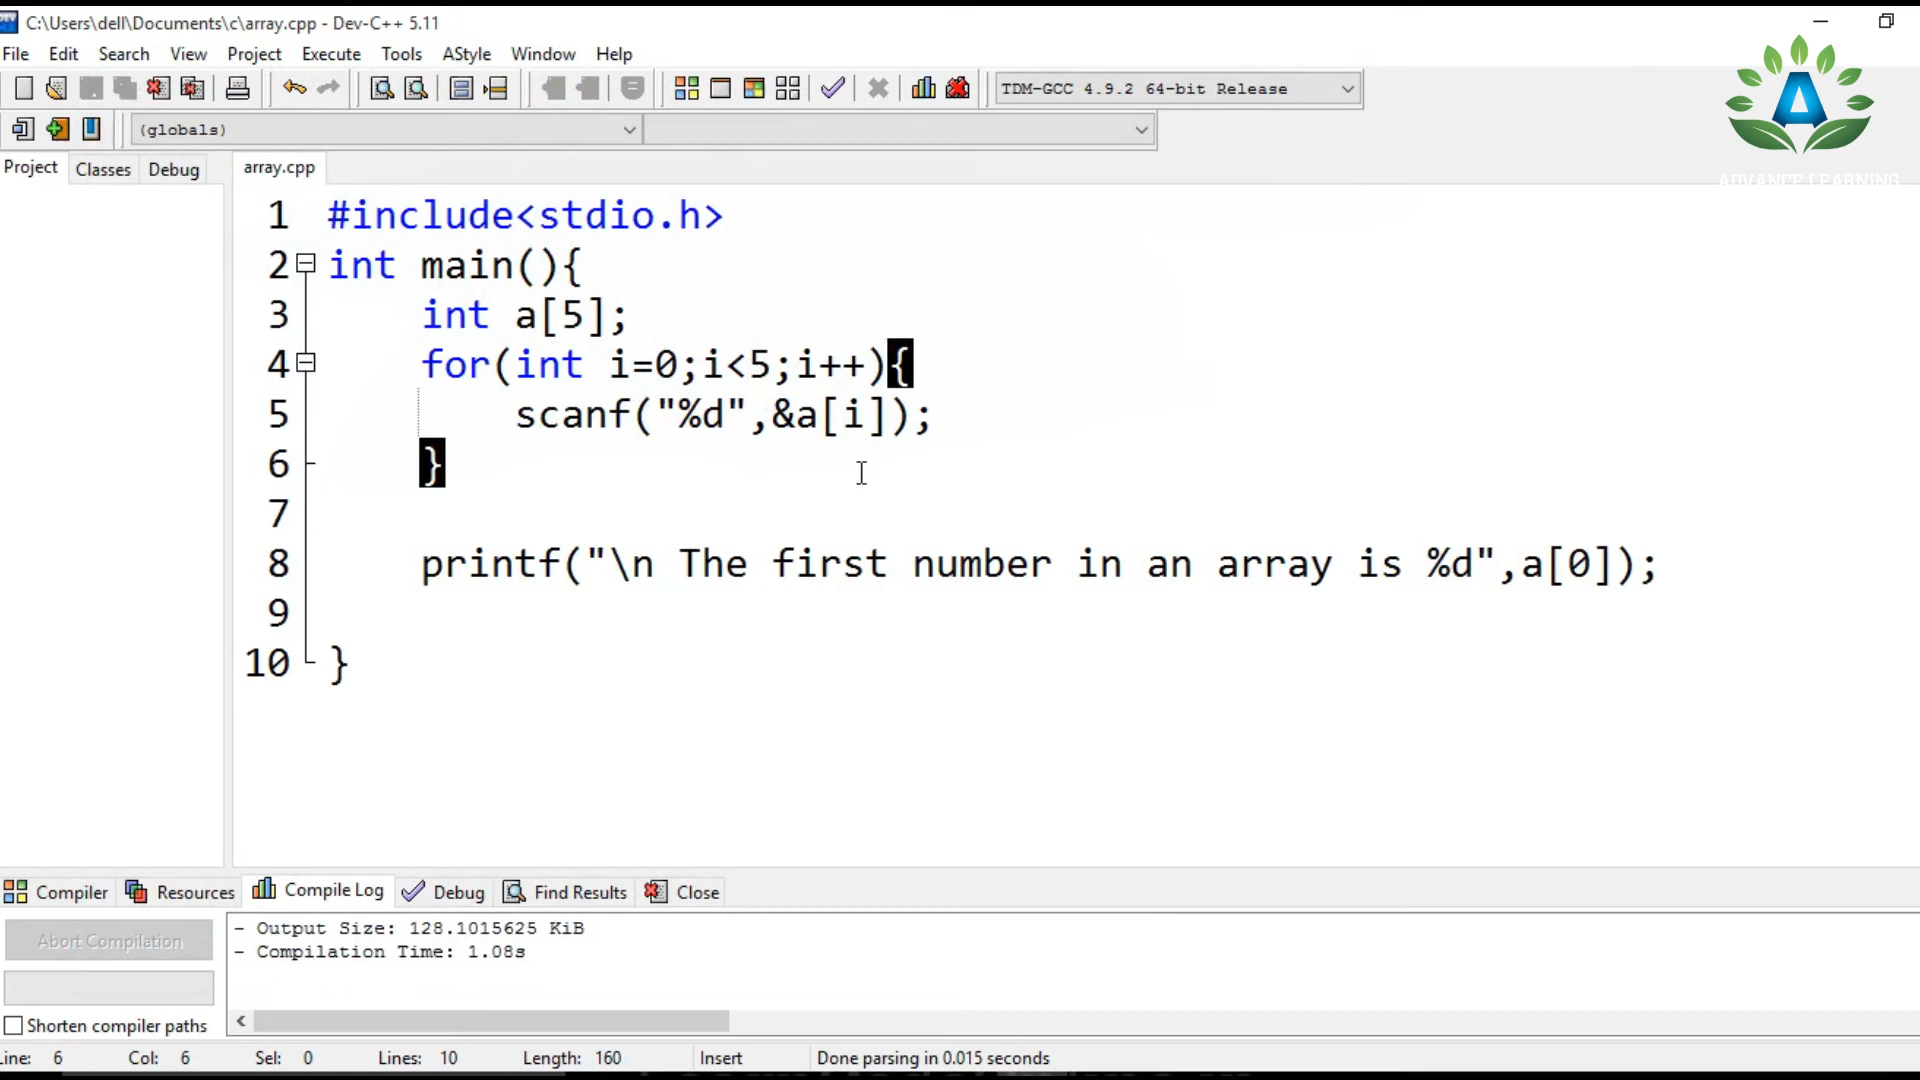 C:\Users\dell\Documents\c\array.cpp - Dev-C++ 5.11
File Edit Search View Project Execute Tools AStyle Window Help
TDM-GCC 4.9.2 64-bit Release
(globals)
A
ADVANCE LEARNING
Project Classes Debug array.cpp
1 #include<stdio.h>
2 int main(){
3 int a[5];
4 for(int i=0;i<5;i++){
5 scanf("%d",&a[i]);
6 }
7
8 printf("\n The first number in an array is %d",a[0]);
9
10 }
Compiler Resources Compile Log Debug Find Results Close
Abort Compilation
- Output Size: 128.1015625 KiB
- Compilation Time: 1.08s
Shorten compiler paths
Line: 6 Col: 6 Sel: 0 Lines: 10 Length: 160 Insert Done parsing in 0.015 seconds